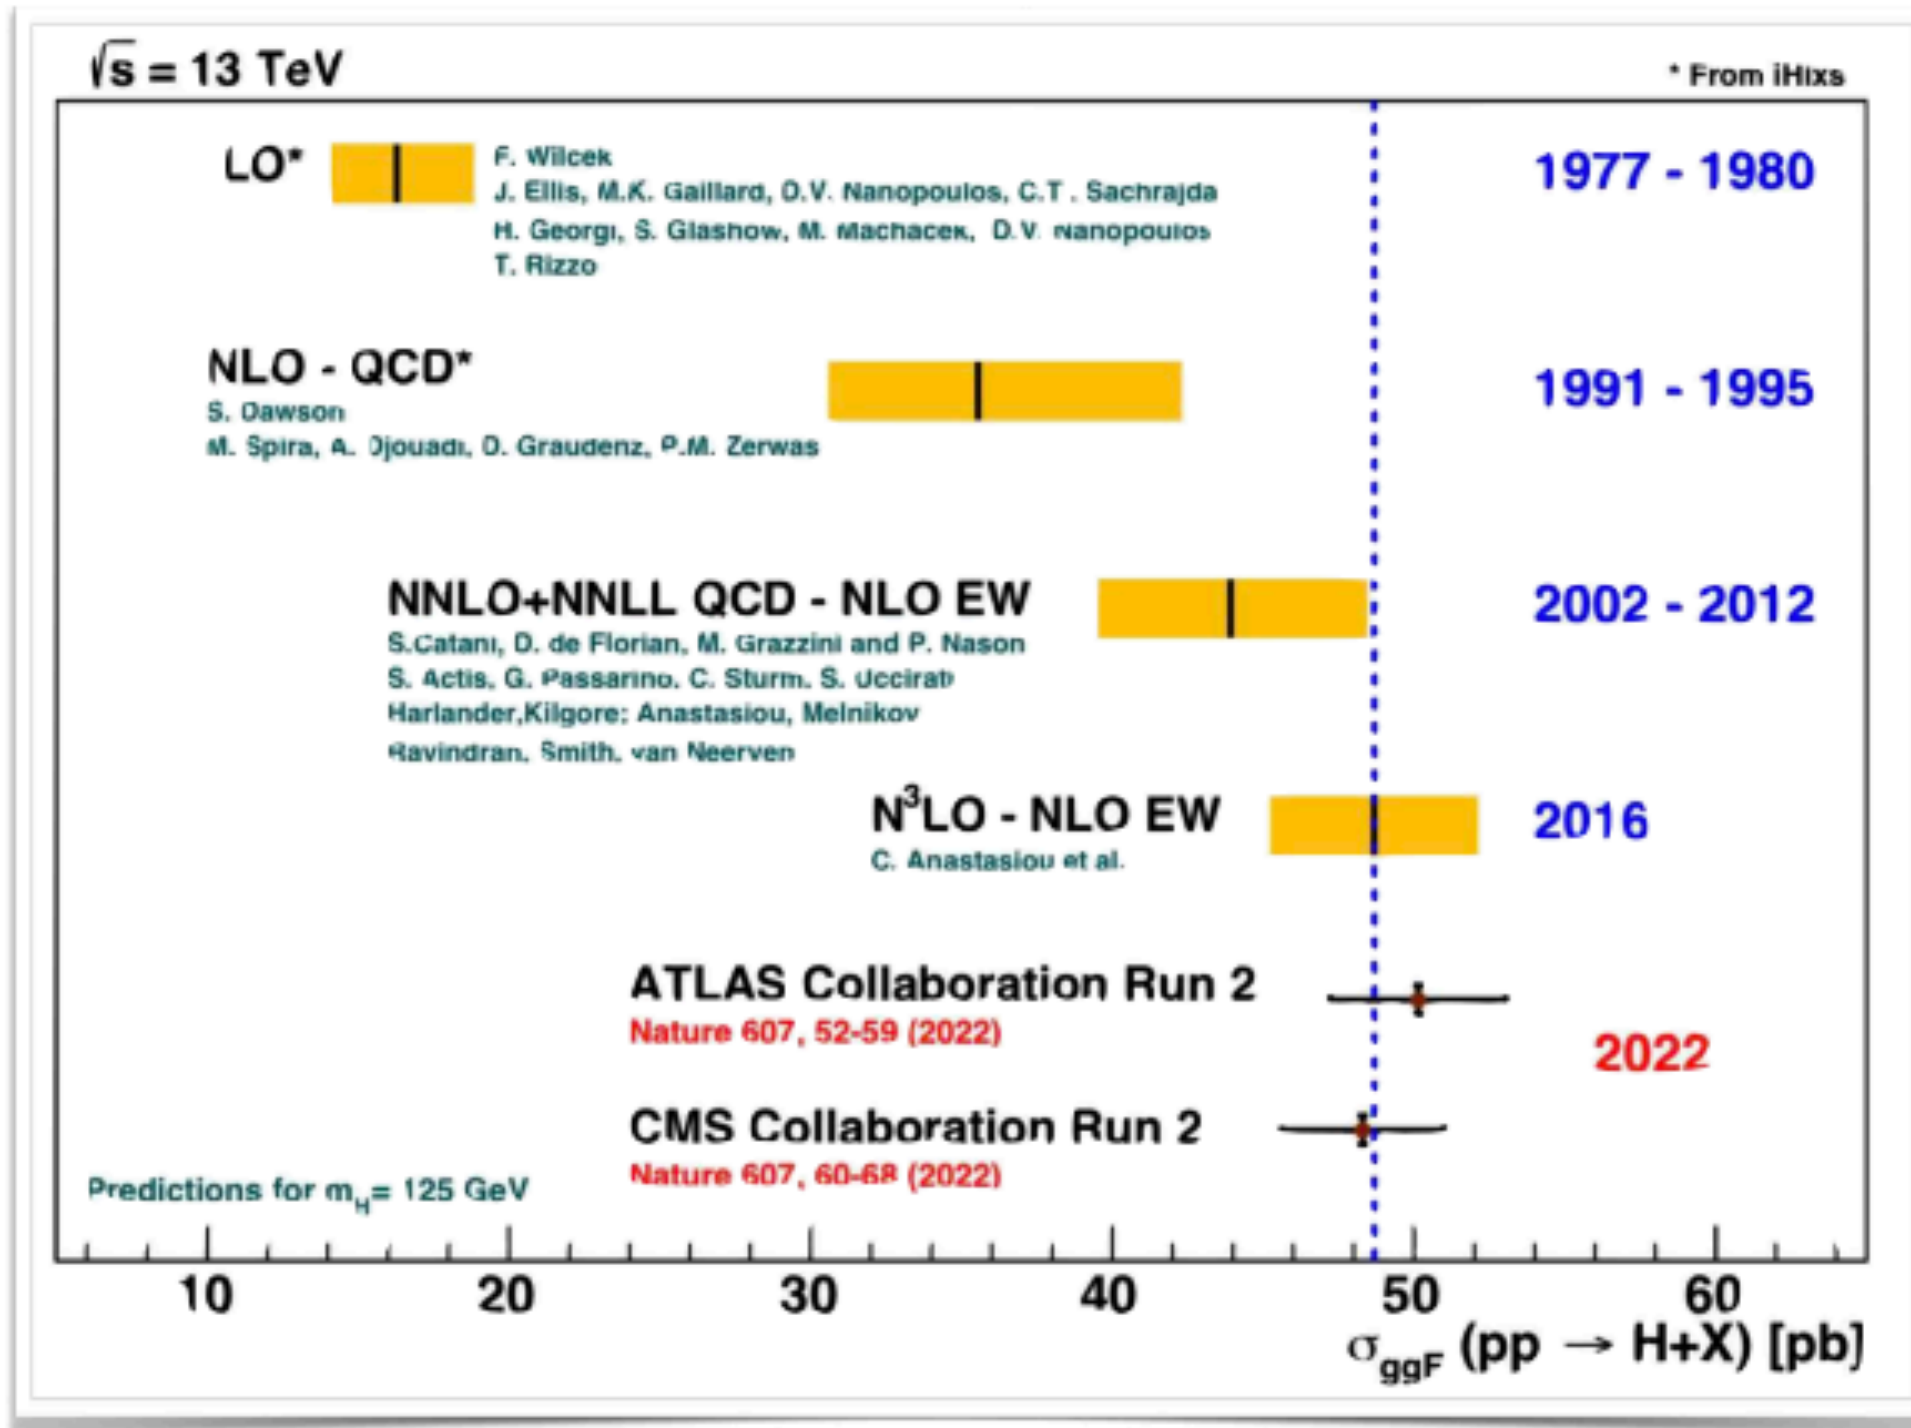 √s = 13 TeV
* From iHixs
LO*
F. Wilcek
J. Ellis, M.K. Gaillard, D.V. Nanopoulos, C.T. Sachrajda
H. Georgi, S. Glashow, M. Machacek, D.V. Nanopoulos
T. Rizzo
1977 - 1980
NLO - QCD*
S. Dawson
M. Spira, A. Djouadi, D. Graudenz, P.M. Zerwas
1991 - 1995
NNLO+NNLL QCD - NLO EW
S.Catani, D. de Florian, M. Grazzini and P. Nason
S. Actis, G. Passarino, C. Sturm, S. Uccirati
Harlander,Kilgore; Anastasiou, Melnikov
Ravindran, Smith, van Neerven
2002 - 2012
N³LO - NLO EW
C. Anastasiou et al.
2016
ATLAS Collaboration Run 2
Nature 607, 52-59 (2022)
2022
CMS Collaboration Run 2
Nature 607, 60-68 (2022)
Predictions for m_H = 125 GeV
10 20 30 40 50 60
σ_ggF (pp → H+X) [pb]